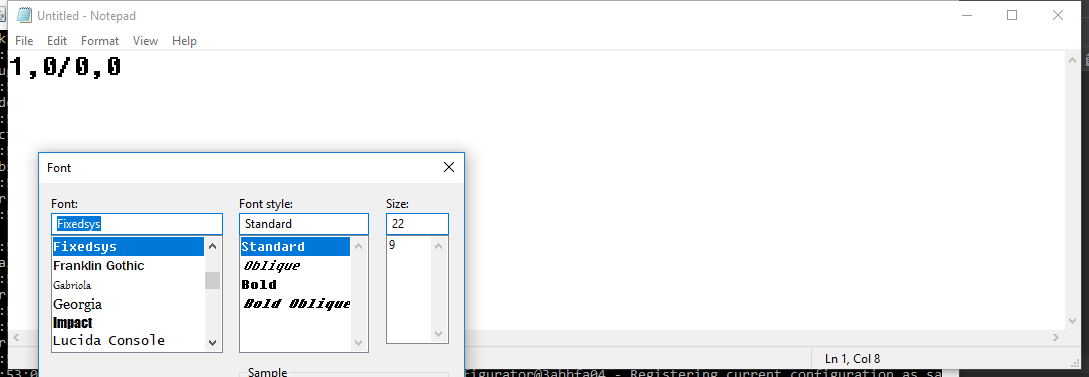 Untitled - Notepad
File Edit Format View Help
1,0/0,0
Font
Font: Font style: Size:
Fixedsys Standard 22
Fixedsys Standard 9
Franklin Gothic Oblique
Gabriola Bold
Georgia Bold Oblique
Impact
Lucida Console
Ln 1, Col 8
Sample
:53:0 figurator@3abbfa04 - Registering current configuration as sa